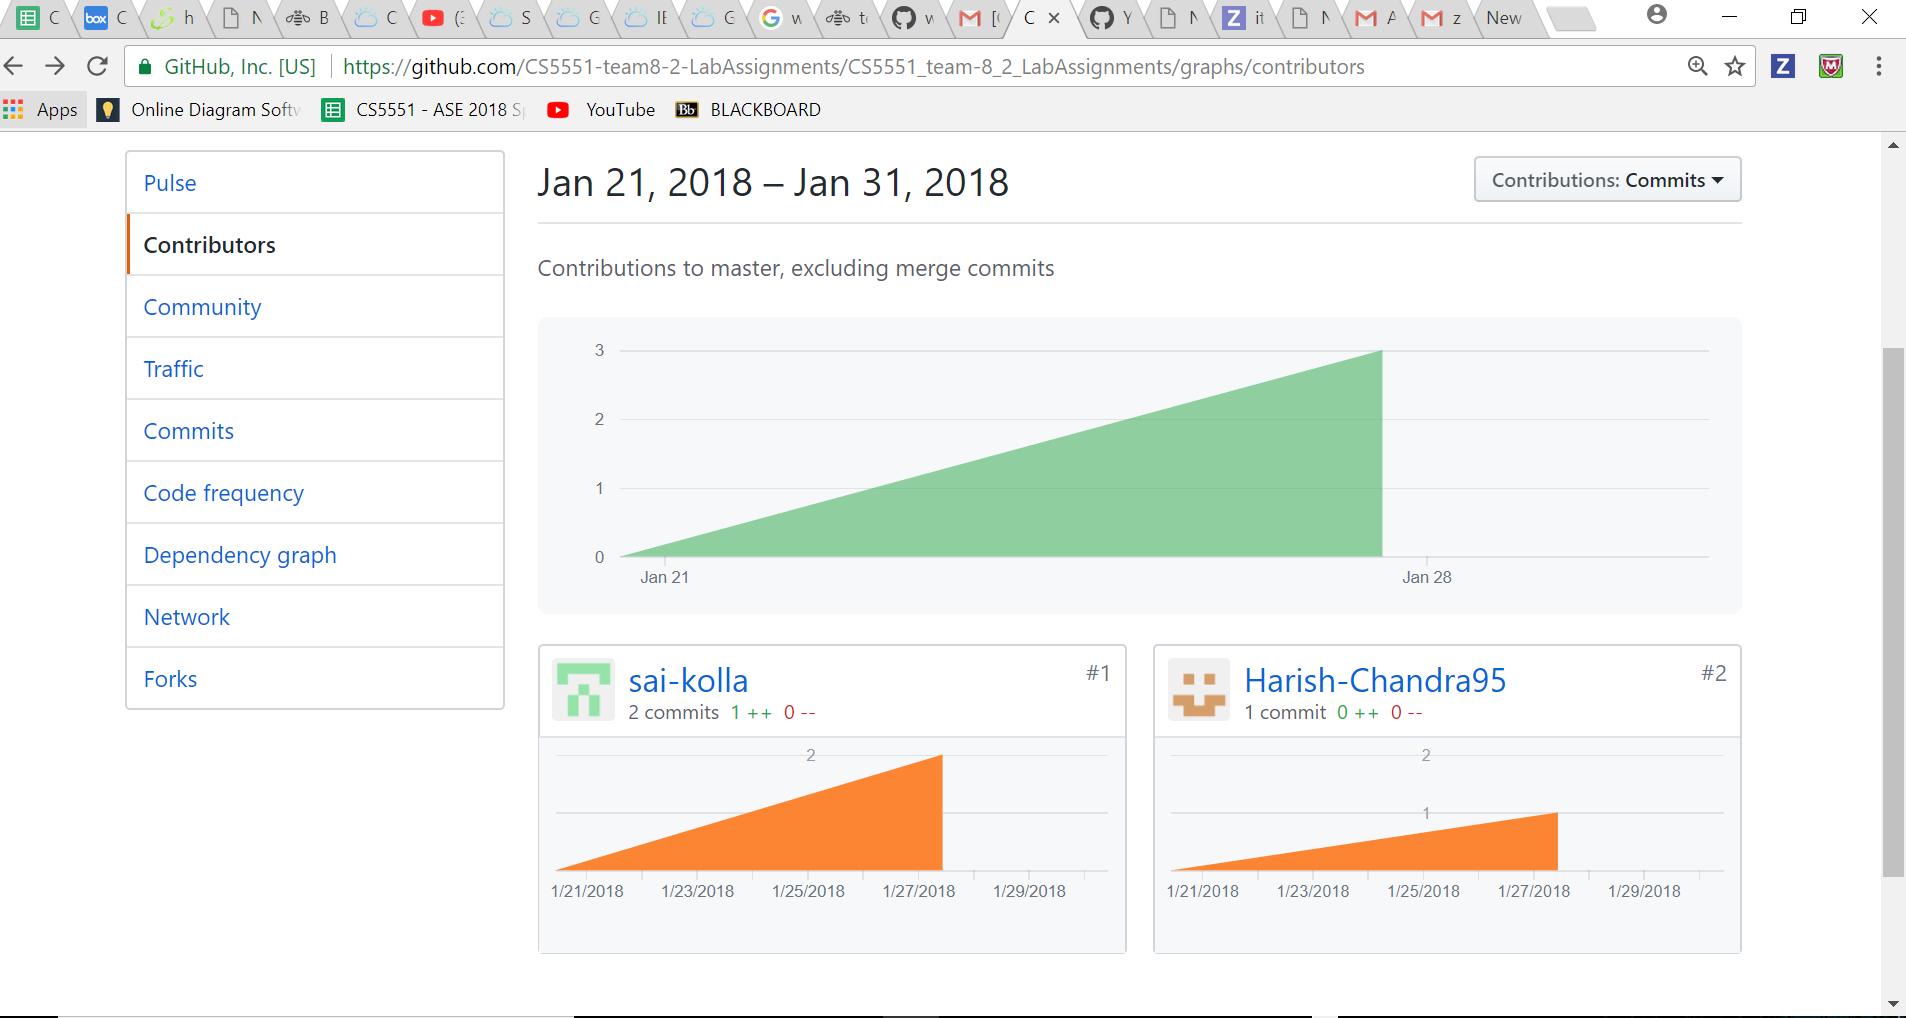 C
box C
h
N
B
C
(3
S
G
IE
G
w
t
w
M [
C
Y
N
Z it
N
A
z
New
GitHub, Inc. [US] https://github.com/CS5551-team8-2-LabAssignments/CS5551_team-8_2_LabAssignments/graphs/contributors
Apps Online Diagram Softw CS5551 - ASE 2018 Sp YouTube Bb BLACKBOARD
Pulse
Contributors
Community
Traffic
Commits
Code frequency
Dependency graph
Network
Forks
Jan 21, 2018 – Jan 31, 2018
Contributions: Commits
Contributions to master, excluding merge commits
3
2
1
0
Jan 21 Jan 28
sai-kolla #1
2 commits 1 ++ 0 --
2
1/21/2018 1/23/2018 1/25/2018 1/27/2018 1/29/2018
Harish-Chandra95 #2
1 commit 0 ++ 0 --
2
1
1/21/2018 1/23/2018 1/25/2018 1/27/2018 1/29/2018